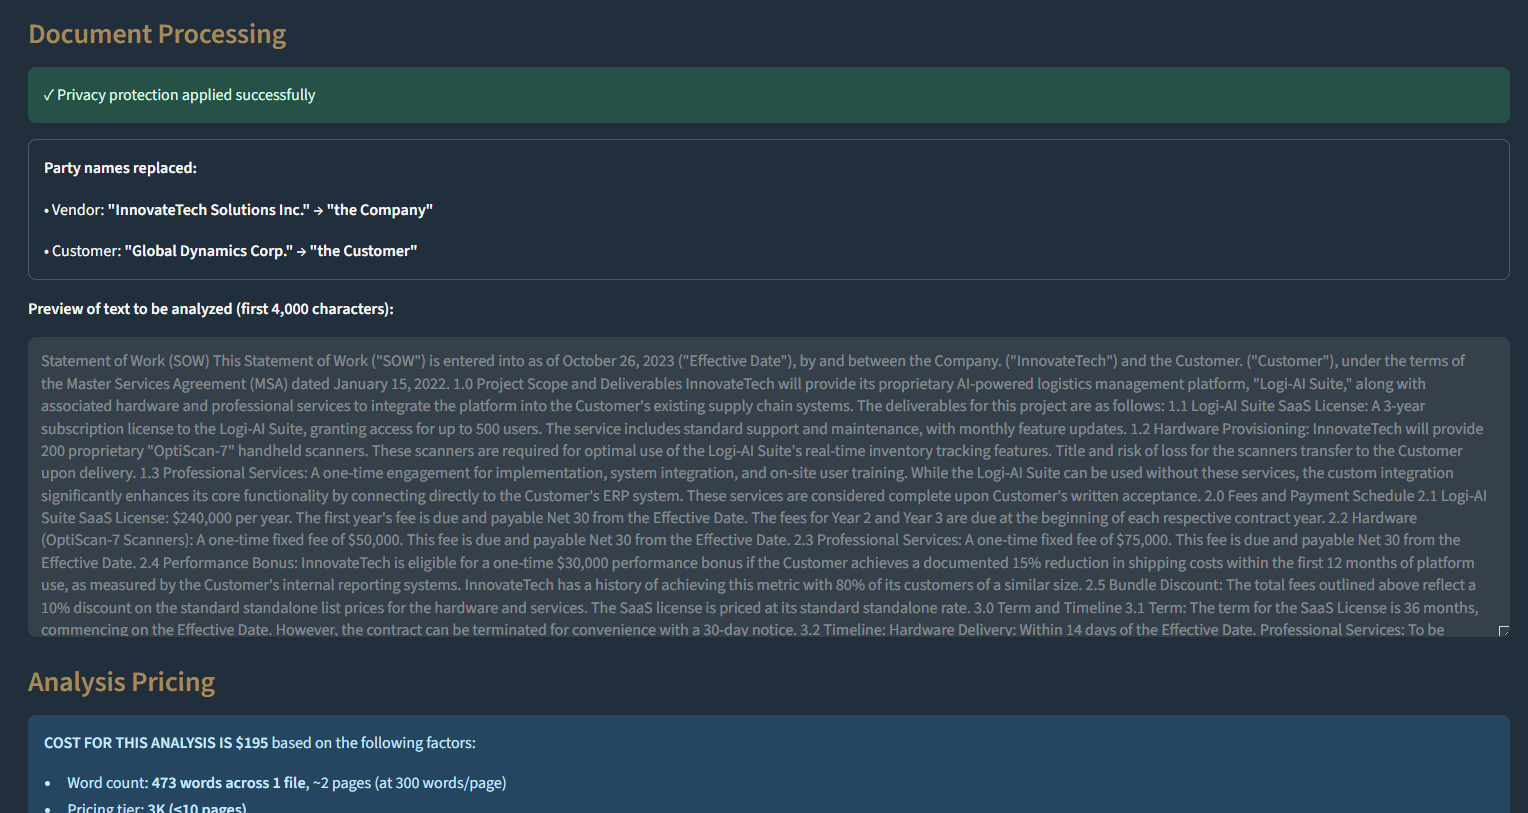 Document Processing
✓ Privacy protection applied successfully
Party names replaced:
• Vendor: "InnovateTech Solutions Inc." → "the Company"
• Customer: "Global Dynamics Corp." → "the Customer"
Preview of text to be analyzed (first 4,000 characters):
Statement of Work (SOW) This Statement of Work ("SOW") is entered into as of October 26, 2023 ("Effective Date"), by and between the Company. ("InnovateTech") and the Customer. ("Customer"), under the terms of
the Master Services Agreement (MSA) dated January 15, 2022. 1.0 Project Scope and Deliverables InnovateTech will provide its proprietary AI-powered logistics management platform, "Logi-AI Suite," along with
associated hardware and professional services to integrate the platform into the Customer's existing supply chain systems. The deliverables for this project are as follows: 1.1 Logi-AI Suite SaaS License: A 3-year
subscription license to the Logi-AI Suite, granting access for up to 500 users. The service includes standard support and maintenance, with monthly feature updates. 1.2 Hardware Provisioning: InnovateTech will provide
200 proprietary "OptiScan-7" handheld scanners. These scanners are required for optimal use of the Logi-AI Suite's real-time inventory tracking features. Title and risk of loss for the scanners transfer to the Customer
upon delivery. 1.3 Professional Services: A one-time engagement for implementation, system integration, and on-site user training. While the Logi-AI Suite can be used without these services, the custom integration
significantly enhances its core functionality by connecting directly to the Customer's ERP system. These services are considered complete upon Customer's written acceptance. 2.0 Fees and Payment Schedule 2.1 Logi-AI
Suite SaaS License: $240,000 per year. The first year's fee is due and payable Net 30 from the Effective Date. The fees for Year 2 and Year 3 are due at the beginning of each respective contract year. 2.2 Hardware
(OptiScan-7 Scanners): A one-time fixed fee of $50,000. This fee is due and payable Net 30 from the Effective Date. 2.3 Professional Services: A one-time fixed fee of $75,000. This fee is due and payable Net 30 from the
Effective Date. 2.4 Performance Bonus: InnovateTech is eligible for a one-time $30,000 performance bonus if the Customer achieves a documented 15% reduction in shipping costs within the first 12 months of platform
use, as measured by the Customer's internal reporting systems. InnovateTech has a history of achieving this metric with 80% of its customers of a similar size. 2.5 Bundle Discount: The total fees outlined above reflect a
10% discount on the standard standalone list prices for the hardware and services. The SaaS license is priced at its standard standalone rate. 3.0 Term and Timeline 3.1 Term: The term for the SaaS License is 36 months,
commencing on the Effective Date. However, the contract can be terminated for convenience with a 30-day notice. 3.2 Timeline: Hardware Delivery: Within 14 days of the Effective Date. Professional Services: To be
Analysis Pricing
COST FOR THIS ANALYSIS IS $195 based on the following factors:
• Word count: 473 words across 1 file, ~2 pages (at 300 words/page)
• Pricing tier: 3K (≤10 pages)